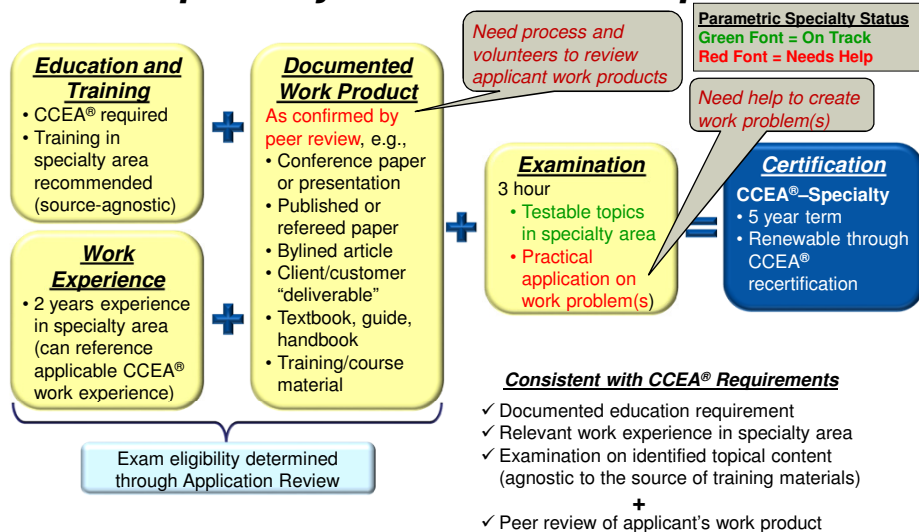 Parametric Specialty Status
Green Font = On Track
Red Font = Needs Help
Need process and
volunteers to review
applicant work products
Need help to create
work problem(s)
Education and
Training
• CCEA® required
• Training in
specialty area
recommended
(source-agnostic)
+
Work
Experience
• 2 years experience
in specialty area
(can reference
applicable CCEA®
work experience)
+
Documented
Work Product
As confirmed by
peer review, e.g.,
• Conference paper
or presentation
• Published or
refereed paper
• Bylined article
• Client/customer
“deliverable”
• Textbook, guide,
handbook
• Training/course
material
+
Examination
3 hour
• Testable topics
in specialty area
• Practical
application on
work problem(s)
=
Certification
CCEA®–Specialty
• 5 year term
• Renewable through
CCEA®
recertification
Exam eligibility determined
through Application Review
Consistent with CCEA® Requirements
✓ Documented education requirement
✓ Relevant work experience in specialty area
✓ Examination on identified topical content
(agnostic to the source of training materials)
+
✓ Peer review of applicant’s work product